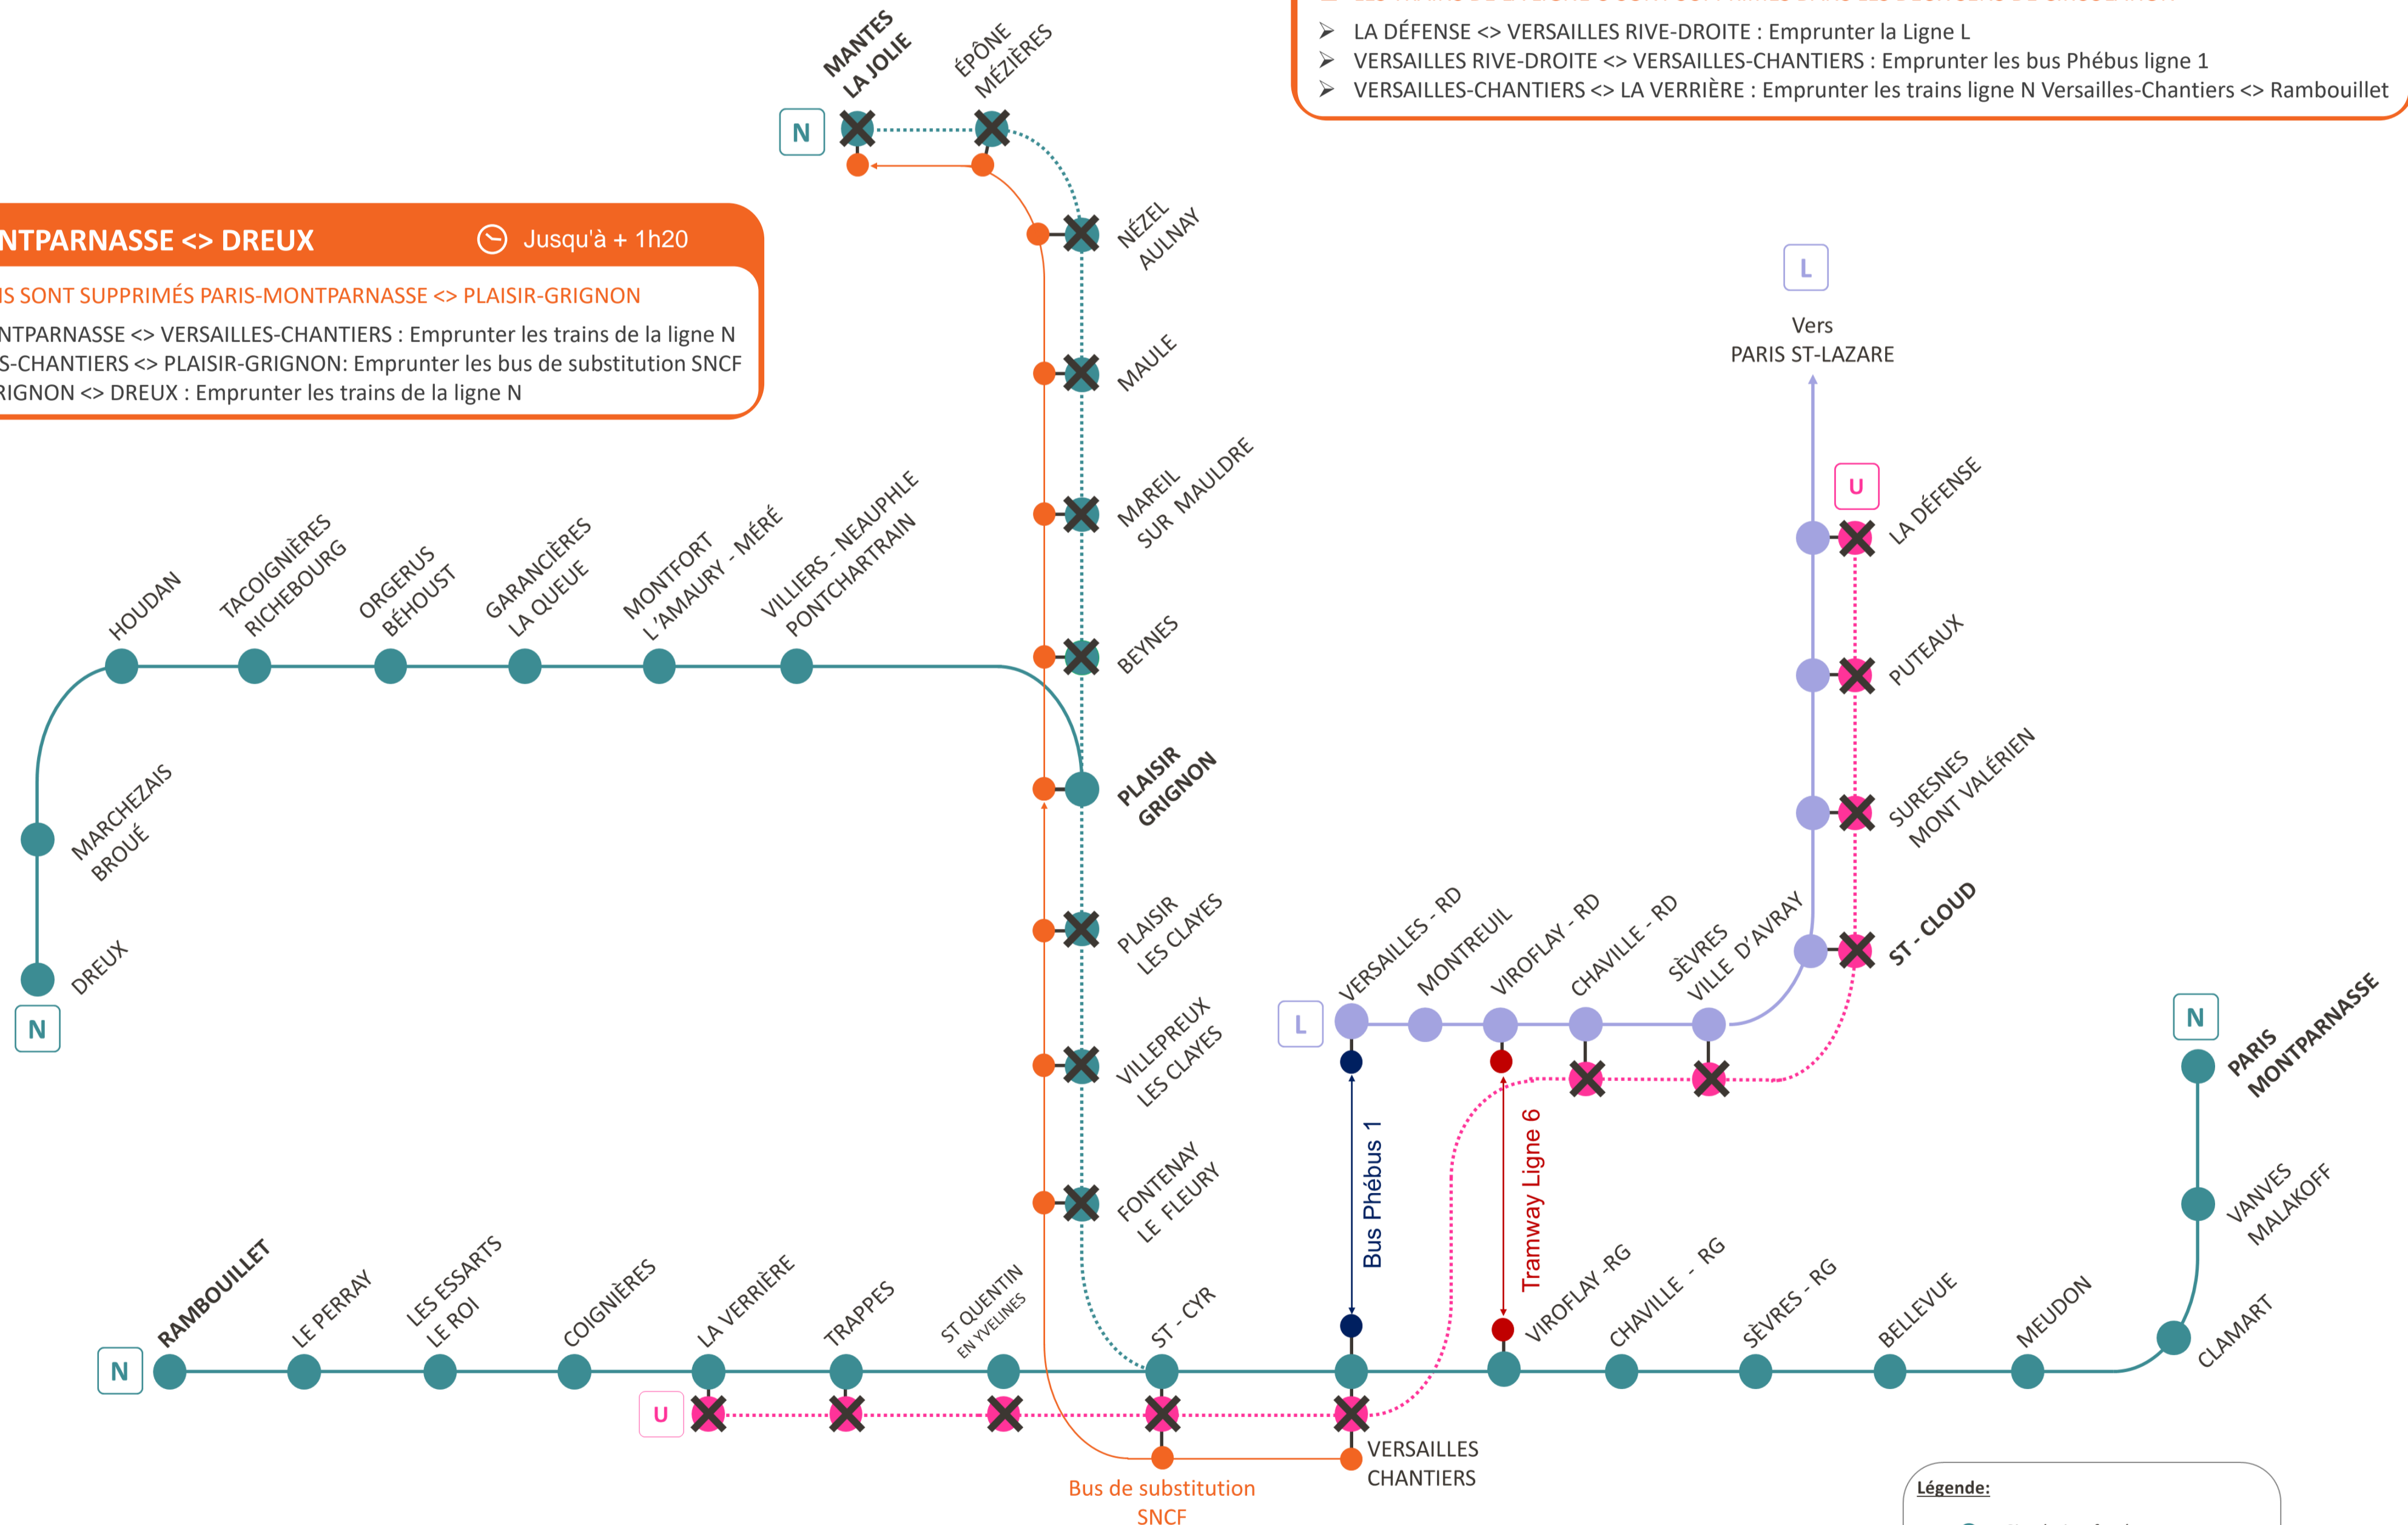 LA DÉFENSE <> VERSAILLES RIVE-DROITE : Emprunter la Ligne L
VERSAILLES RIVE-DROITE <> VERSAILLES-CHANTIERS : Emprunter les bus Phébus ligne 1
VERSAILLES-CHANTIERS <> LA VERRIÈRE : Emprunter les trains ligne N Versailles-Chantiers <> Rambouillet
MANTES
LA JOLIE
ÉPÔNE
MÉZIÈRES
N
NTPARNASSE <> DREUX
Jusqu'à + 1h20
IS SONT SUPPRIMÉS PARIS-MONTPARNASSE <> PLAISIR-GRIGNON
NTPARNASSE <> VERSAILLES-CHANTIERS : Emprunter les trains de la ligne N
S-CHANTIERS <> PLAISIR-GRIGNON: Emprunter les bus de substitution SNCF
RIGNON <> DREUX : Emprunter les trains de la ligne N
NÉZEL
AULNAY
MAULE
MAREIL
SUR MAULDRE
BEYNES
PLAISIR
GRIGNON
PLAISIR
LES CLAYES
VILLEPREUX
LES CLAYES
FONTENAY
LE FLEURY
HOUDAN
TACOIGNIÈRES
RICHEBOURG
ORGERUS
BÉHOUST
GARANCIÈRES
LA QUEUE
MONTFORT
L'AMAURY - MÉRÉ
VILLIERS - NEAUPHLE
PONTCHARTRAIN
MARCHEZAIS
BROUÉ
DREUX
N
L
Vers
PARIS ST-LAZARE
U
LA DÉFENSE
PUTEAUX
SURESNES
MONT VALÉRIEN
ST - CLOUD
L
VERSAILLES - RD
MONTREUIL
VIROFLAY - RD
CHAVILLE - RD
SÈVRES
VILLE D'AVRAY
Bus Phébus 1
Tramway Ligne 6
N
PARIS
MONTPARNASSE
VANVES
MALAKOFF
CLAMART
N
RAMBOUILLET
LE PERRAY
LES ESSARTS
LE ROI
COIGNIÈRES
LA VERRIÈRE
TRAPPES
ST QUENTIN
EN YVELINES
ST - CYR
VIROFLAY -RG
CHAVILLE - RG
SÈVRES - RG
BELLEVUE
MEUDON
U
VERSAILLES
CHANTIERS
Bus de substitution
SNCF
Légende: